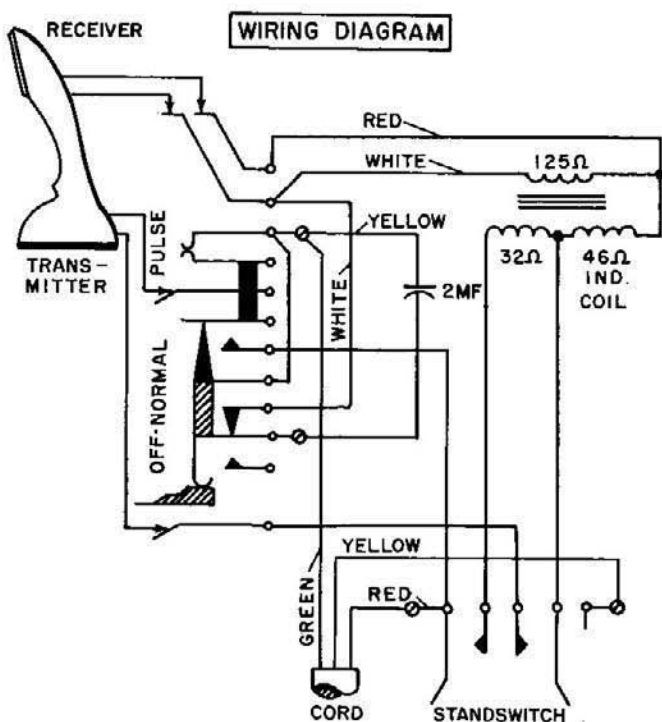 RECEIVER
WIRING DIAGRAM
RED
WHITE
125Ω
YELLOW
TRANS-
MITTER
PULSE
32Ω
46Ω
IND.
COIL
2MF
WHITE
OFF-NORMAL
YELLOW
GREEN
RED
CORD
STANDSWITCH